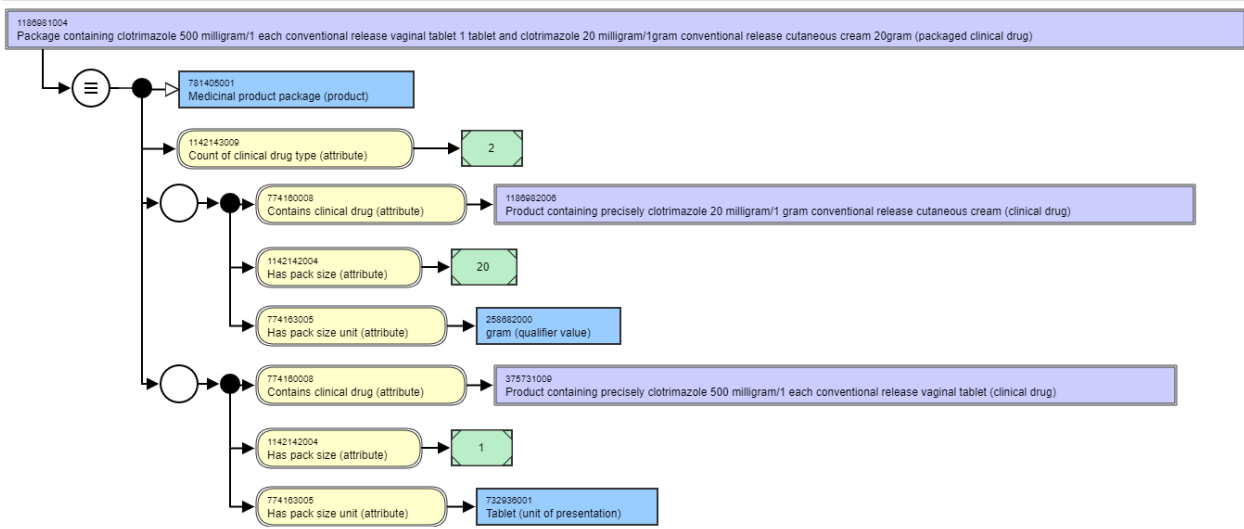 1186981004
Package containing clotrimazole 500 milligram/1 each conventional release vaginal tablet 1 tablet and clotrimazole 20 milligram/1gram conventional release cutaneous cream 20gram (packaged clinical drug)
781405001
Medicinal product package (product)
1142143009
Count of clinical drug type (attribute)
2
774160008
Contains clinical drug (attribute)
1186982006
Product containing precisely clotrimazole 20 milligram/1 gram conventional release cutaneous cream (clinical drug)
1142142004
Has pack size (attribute)
20
774163005
Has pack size unit (attribute)
258682000
gram (qualifier value)
774160008
Contains clinical drug (attribute)
375731009
Product containing precisely clotrimazole 500 milligram/1 each conventional release vaginal tablet (clinical drug)
1142142004
Has pack size (attribute)
1
774163005
Has pack size unit (attribute)
732936001
Tablet (unit of presentation)